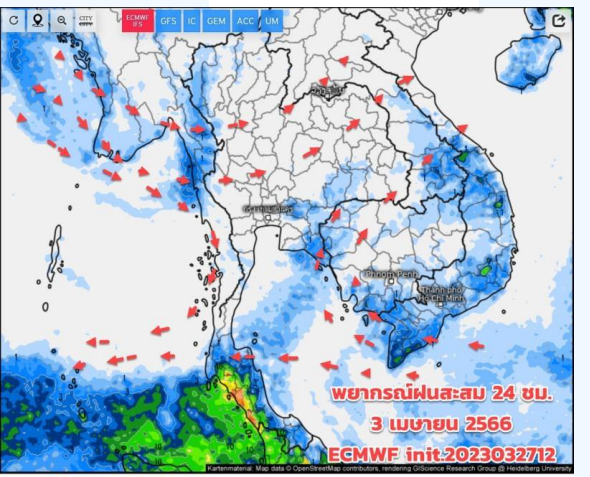 CITY
ECMWF
IFS
GFS
IC
GEM
ACC
UM
Phnom Penh
Thành phố
Hồ Chí Minh
พยากรณ์ฝนสะสม 24 ชม.
3 เมษายน 2566
ECMWF init.2023032712
Kartenmaterial: Map data © OpenStreetMap contributors, rendering GIScience Research Group @ Heidelberg University